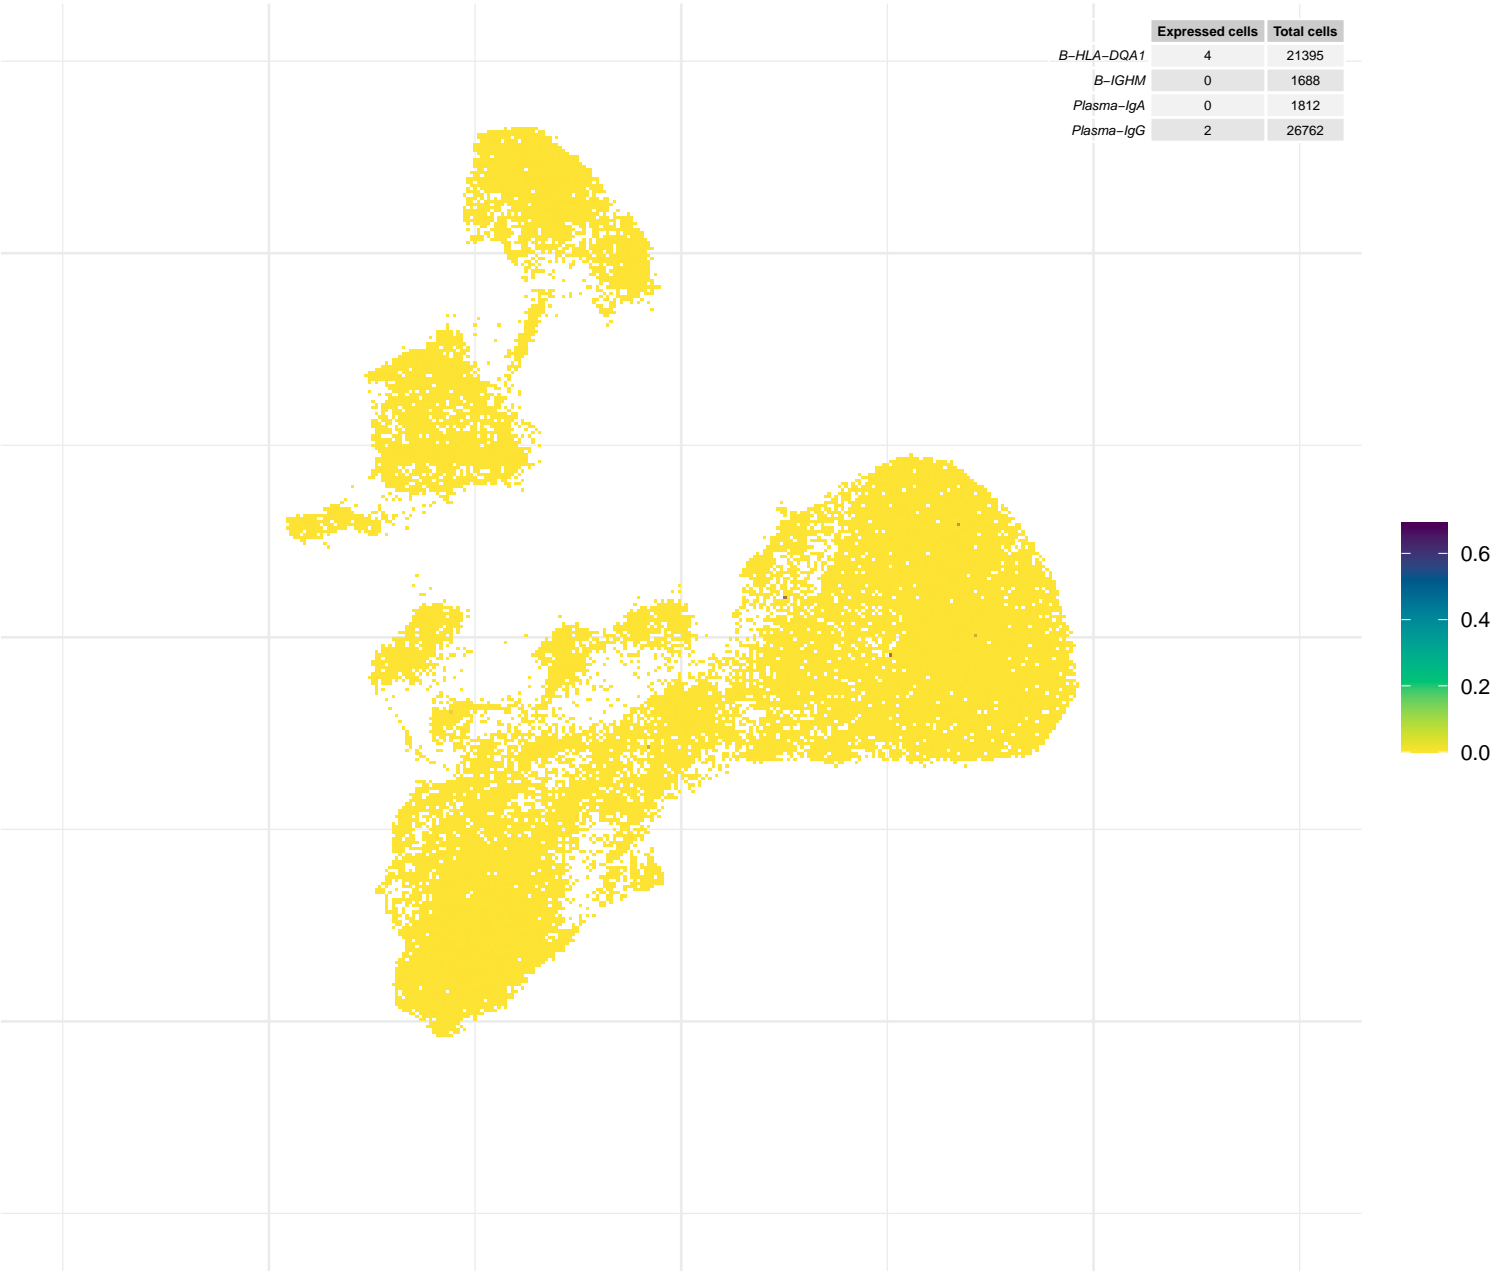 Expressed cells Total cells
B−HLA−DQA1 4 21395
B−IGHM 0 1688
Plasma−IgA 0 1812
Plasma−IgG 2 26762
0.6
0.4
0.2
0.0